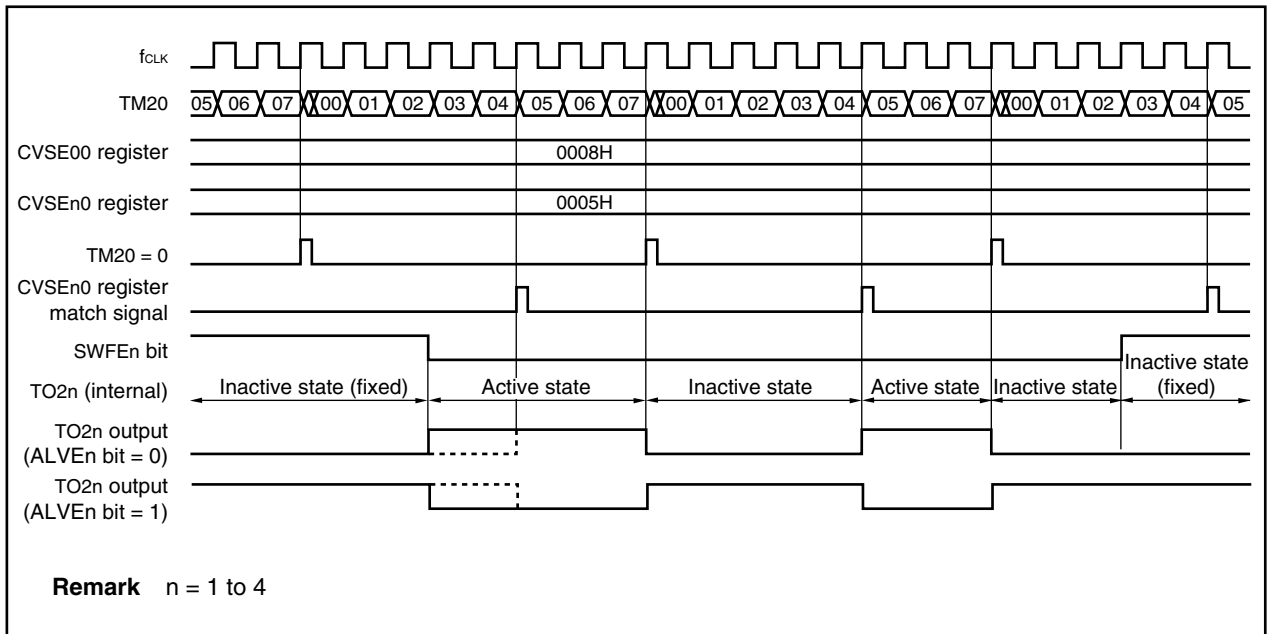 fCLK
TM20 05 06 07 00 01 02 03 04 05 06 07 00 01 02 03 04 05 06 07 00 01 02 03 04 05
CVSE00 register 0008H
CVSEn0 register 0005H
TM20 = 0
CVSEn0 register
match signal
SWFEn bit
TO2n (internal) Inactive state (fixed) Active state Inactive state Active state Inactive state Inactive state
(fixed)
TO2n output
(ALVEn bit = 0)
TO2n output
(ALVEn bit = 1)
Remark n = 1 to 4